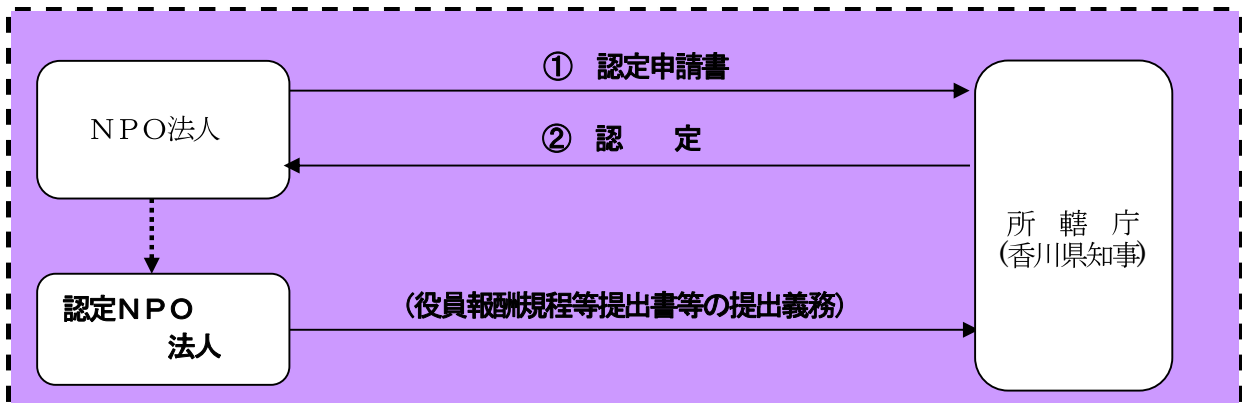 ① 認定申請書
ＮＰＯ法人
② 認　　定
所　轄　庁
(香川県知事)
認定ＮＰＯ
法人
(役員報酬規程等提出書等の提出義務)